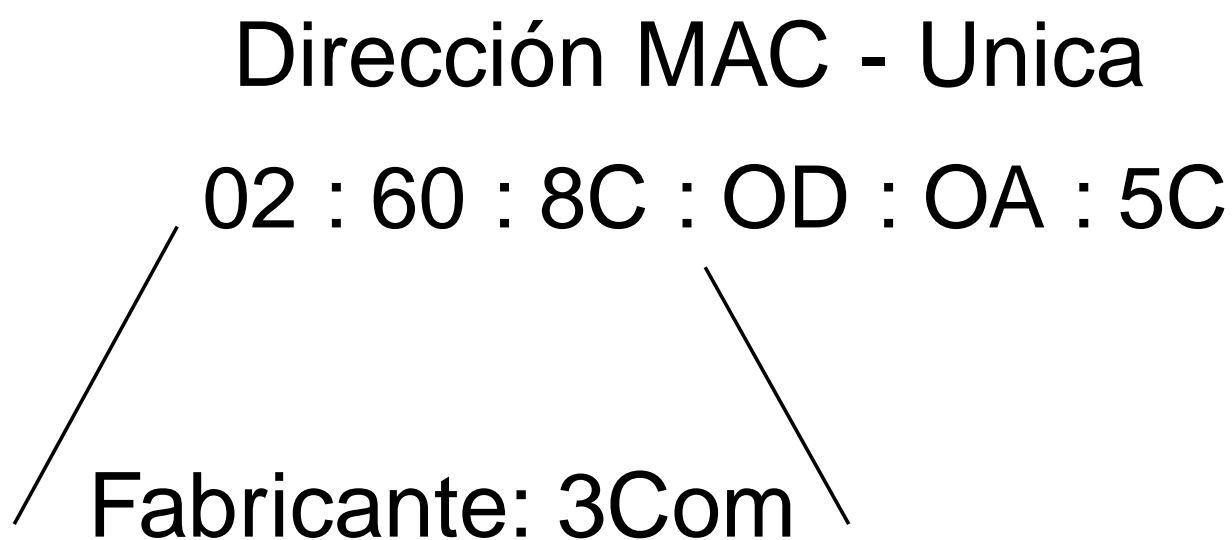 Dirección MAC - Unica
02 : 60 : 8C : OD : OA : 5C
Fabricante: 3Com